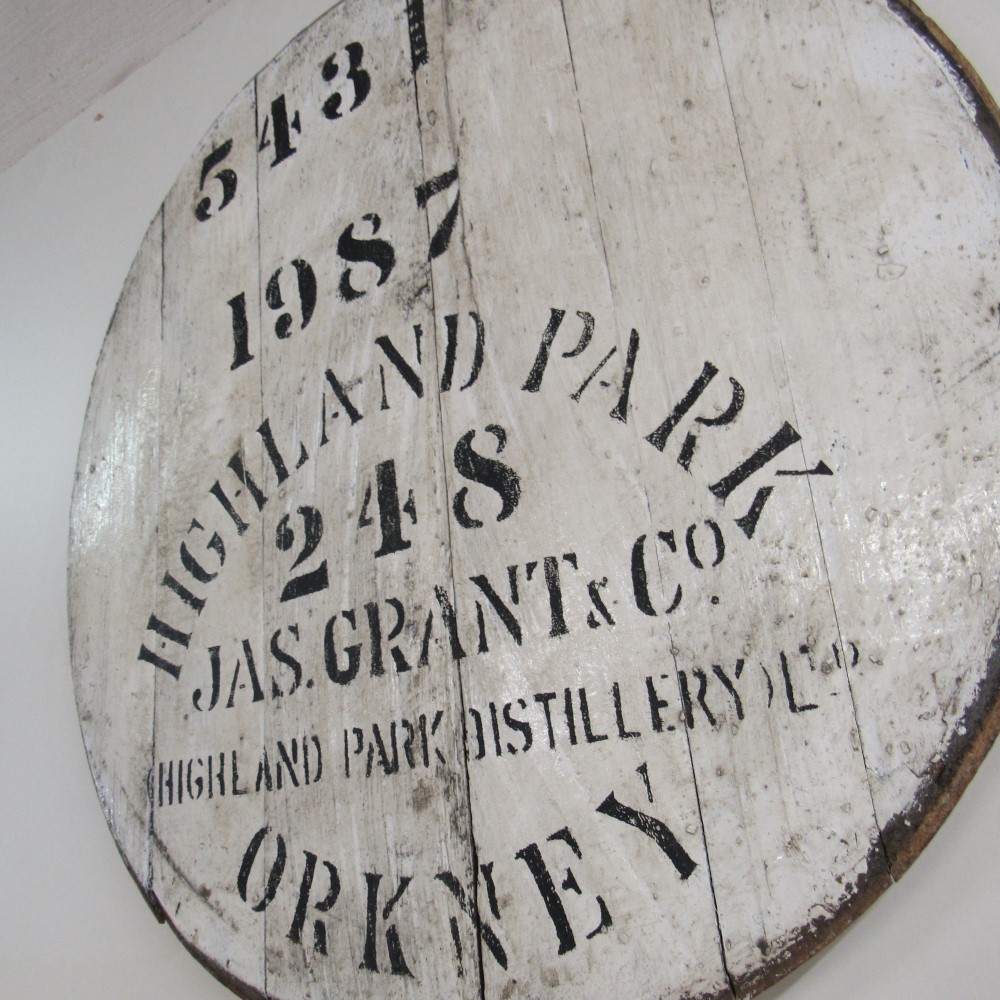 5431
1987
HIGHLAND PARK
248
JAS. GRANT & Co.
(HIGHLAND PARK DISTILLERY) LTD
ORKNEY